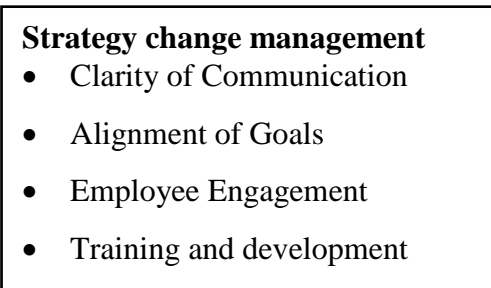 Strategy change management
• Clarity of Communication
• Alignment of Goals
• Employee Engagement
• Training and development